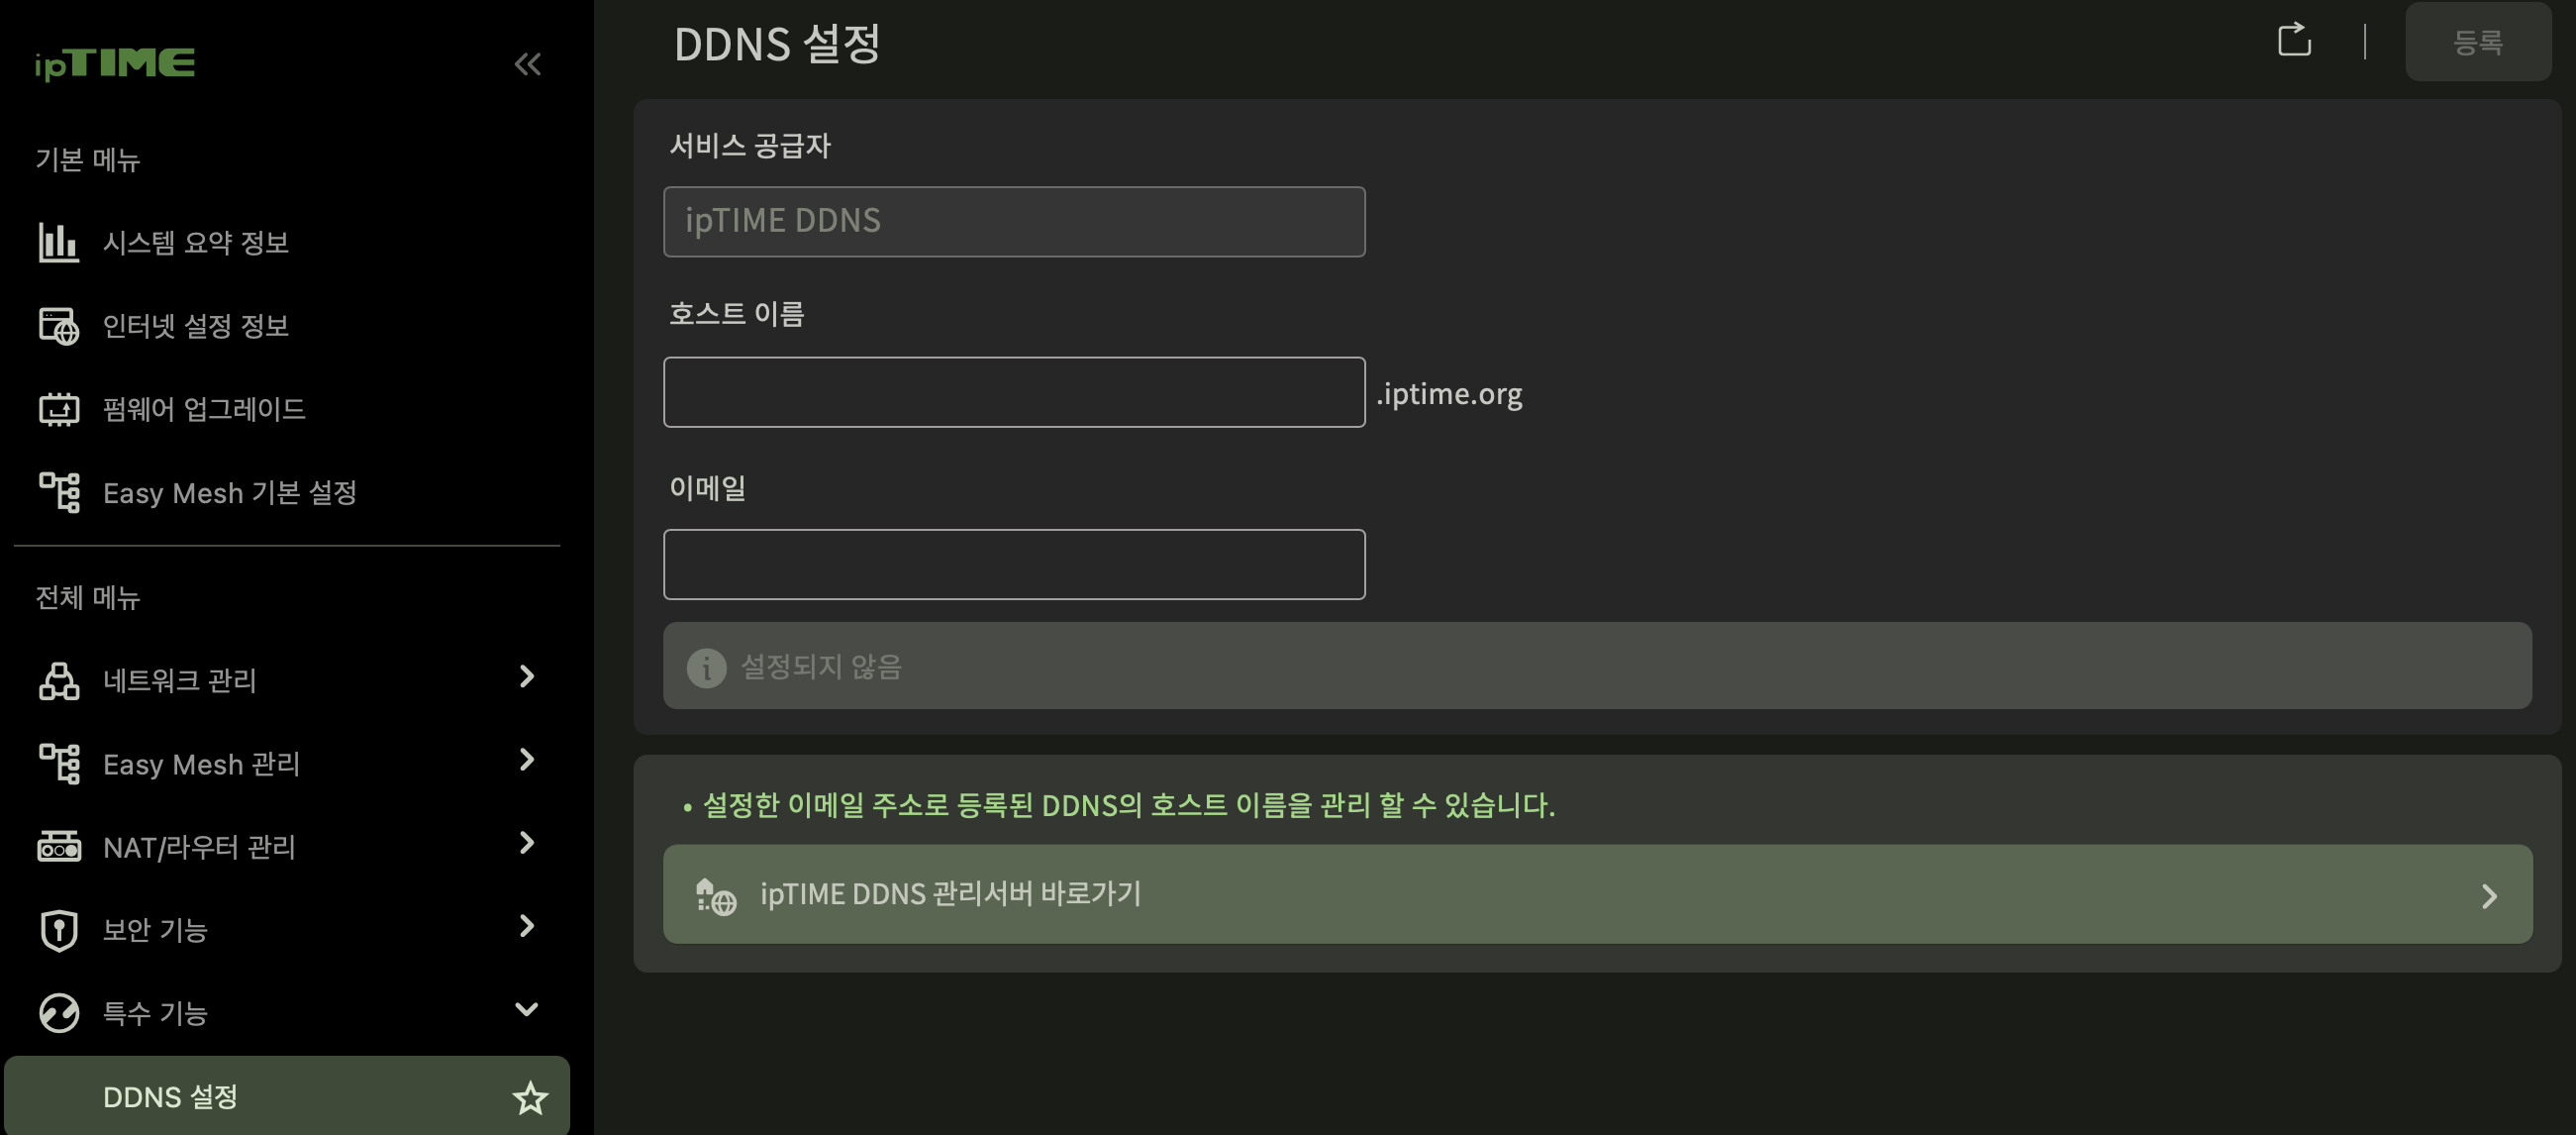 ipTIME
기본 메뉴
시스템 요약 정보
인터넷 설정 정보
펌웨어 업그레이드
Easy Mesh 기본 설정
전체 메뉴
네트워크 관리
Easy Mesh 관리
NAT/라우터 관리
보안 기능
특수 기능
DDNS 설정
DDNS 설정
등록
서비스 공급자
ipTIME DDNS
호스트 이름
.iptime.org
이메일
설정되지 않음
• 설정한 이메일 주소로 등록된 DDNS의 호스트 이름을 관리 할 수 있습니다.
ipTIME DDNS 관리서버 바로가기